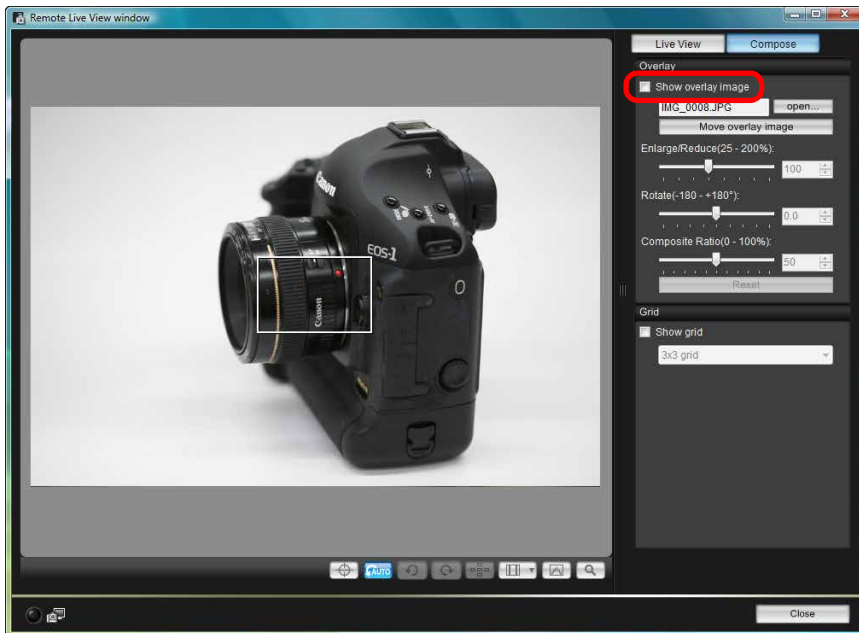 Remote Live View window
Live View Compose
Overlay
Show overlay image
IMG_0008.JPG open...
Move overlay image
Enlarge/Reduce(25 - 200%):
100
Rotate(-180 - +180°):
0.0
Composite Ratio(0 - 100%):
50
Reset
Grid
Show grid
3x3 grid
Canon
EOS-1
Canon
AUTO
Close